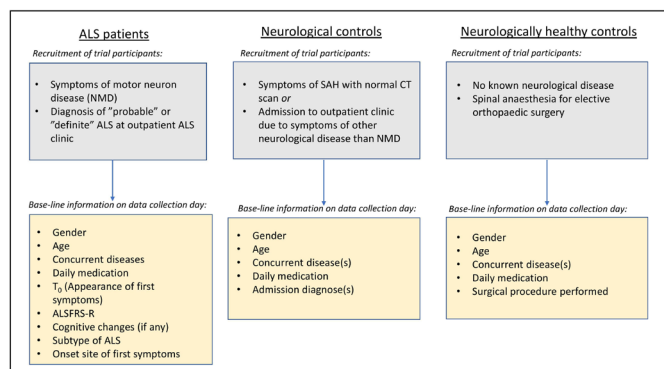 ALS patients
Recruitment of trial participants:
• Symptoms of motor neuron
disease (NMD)
• Diagnosis of ”probable” or
”definite” ALS at outpatient ALS
clinic
Base-line information on data collection day:
• Gender
• Age
• Concurrent diseases
• Daily medication
• T0 (Appearance of first
symptoms)
• ALSFRS-R
• Cognitive changes (if any)
• Subtype of ALS
• Onset site of first symptoms
Neurological controls
Recruitment of trial participants:
• Symptoms of SAH with normal CT
scan or
• Admission to outpatient clinic
due to symptoms of other
neurological disease than NMD
Base-line information on data collection day:
• Gender
• Age
• Concurrent disease(s)
• Daily medication
• Admission diagnose(s)
Neurologically healthy controls
Recruitment of trial participants:
• No known neurological disease
• Spinal anaesthesia for elective
orthopaedic surgery
Base-line information on data collection day:
• Gender
• Age
• Concurrent disease(s)
• Daily medication
• Surgical procedure performed